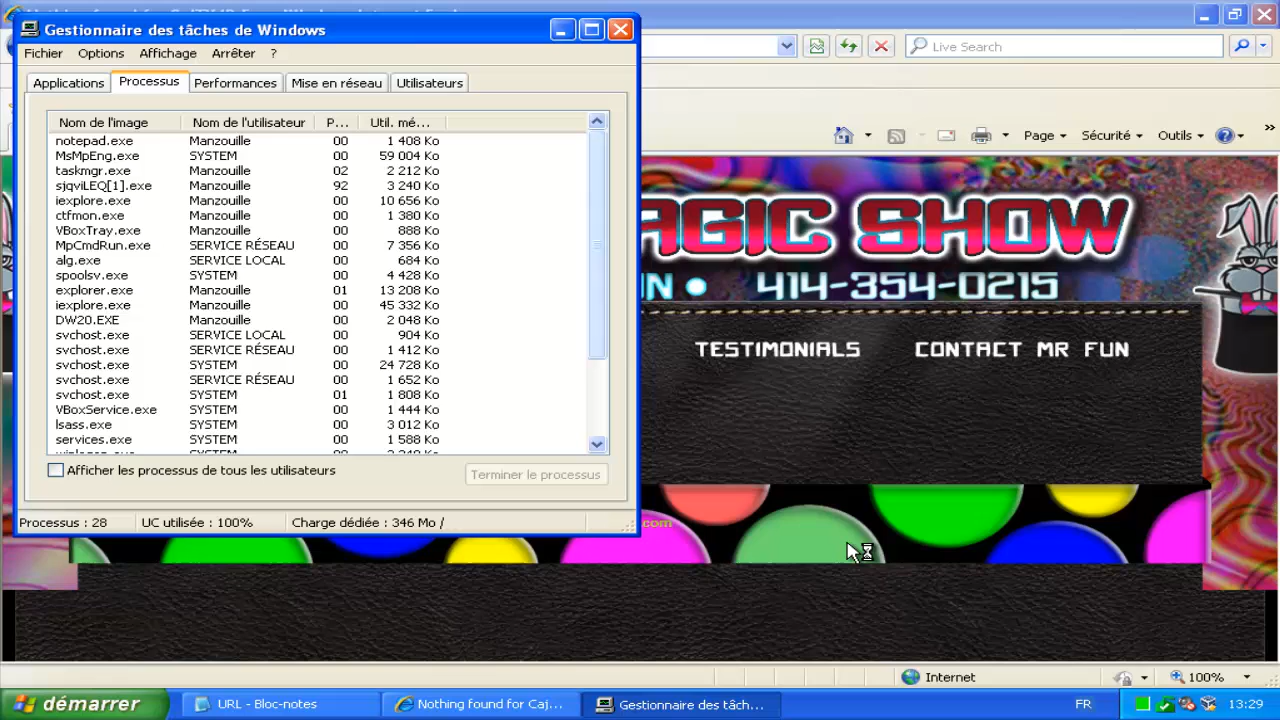 Gestionnaire des tâches de Windows
Fichier Options Affichage Arrêter ?
Live Search
Applications Processus Performances Mise en réseau Utilisateurs
Page Sécurité Outils »
Nom de l'image Nom de l'utilisateur P... Util. mé...
notepad.exe Manzouille 00 1 408 Ko
MsMpEng.exe SYSTEM 00 59 004 Ko
taskmgr.exe Manzouille 02 2 212 Ko
sjqviLEQ[1].exe Manzouille 92 3 240 Ko
iexplore.exe Manzouille 00 10 656 Ko
ctfmon.exe Manzouille 00 1 380 Ko
VBoxTray.exe Manzouille 00 888 Ko
MpCmdRun.exe SERVICE RÉSEAU 00 7 356 Ko
alg.exe SERVICE LOCAL 00 684 Ko
spoolsv.exe SYSTEM 00 4 428 Ko
explorer.exe Manzouille 01 13 208 Ko
iexplore.exe Manzouille 00 45 332 Ko
DW20.EXE Manzouille 00 2 048 Ko
svchost.exe SERVICE LOCAL 00 904 Ko
svchost.exe SERVICE RÉSEAU 00 1 412 Ko
svchost.exe SYSTEM 00 24 728 Ko
svchost.exe SERVICE RÉSEAU 00 1 652 Ko
svchost.exe SYSTEM 01 1 808 Ko
VBoxService.exe SYSTEM 00 1 444 Ko
lsass.exe SYSTEM 00 3 012 Ko
services.exe SYSTEM 00 1 588 Ko
Afficher les processus de tous les utilisateurs Terminer le processus
Processus : 28 UC utilisée : 100% Charge dédiée : 346 Mo /
AGIC SHOW
N • 414-354-0215
TESTIMONIALS CONTACT MR FUN
.com
Internet 100%
démarrer URL - Bloc-notes Nothing found for Caj... Gestionnaire des tâch... FR 13:29